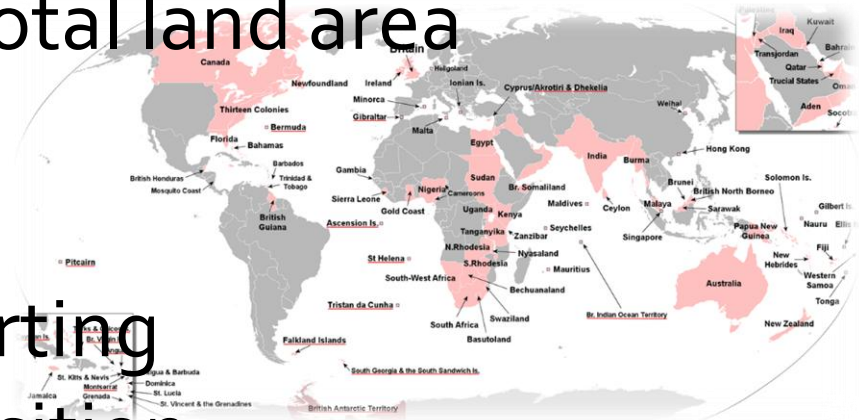 otal land area
Britain
Canada
Heligoland
Newfoundland
Ireland
Ionian Is.
Cyprus/Akrotiri & Dhekelia
Minorca
Thirteen Colonies
Gibraltar
Weihai
Bermuda
Malta
Florida
Bahamas
Egypt
Hong Kong
India
Burma
Barbados
British Honduras
Gambia
Sudan
Brunei
Solomon Is.
Trinidad &
Tobago
Mosquito Coast
Nigeria
Cameroons
Br. Somaliland
British North Borneo
Sierra Leone
Maldives
Malaya
Sarawak
Gilbert Is.
Gold Coast
Uganda
Kenya
Ceylon
British
Guiana
Ascension Is.
Seychelles
Papua New
Guinea
Nauru
Tanganyika
Zanzibar
Singapore
Fiji
N.Rhodesia
Nyasaland
New
Hebrides
Pitcairn
St Helena
S.Rhodesia
Mauritius
Western
Samoa
South-West Africa
Bechuanaland
Australia
Tonga
Tristan da Cunha
Swaziland
Br. Indian Ocean Territory
South Africa
New Zealand
Basutoland
Falkland Islands
South Georgia & the South Sandwich Is.
British Antarctic Territory
Kuwait
Iraq
Transjordan
Bahrain
Qatar
Trucial States
Aden
rting
St. Kitts & Nevis
Dominica
Montserrat
St. Lucia
Jamaica
Grenada
St. Vincent & the Grenadines
sition